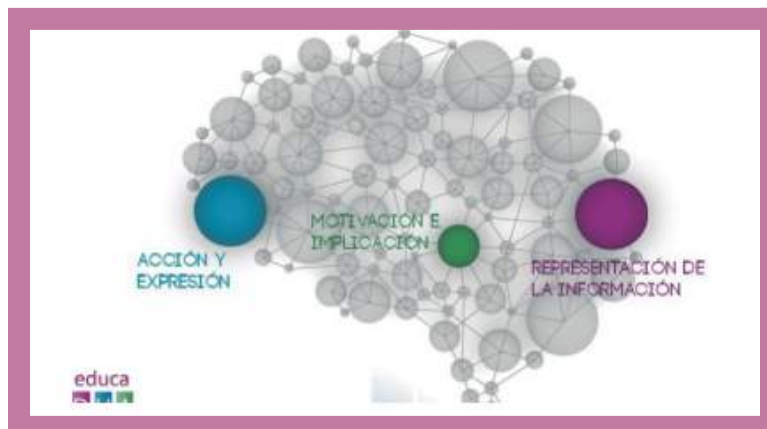 MOTIVACIÓN E
IMPLICACIÓN
ACCIÓN Y
EXPRESIÓN
REPRESENTACIÓN DE
LA INFORMACIÓN
educa